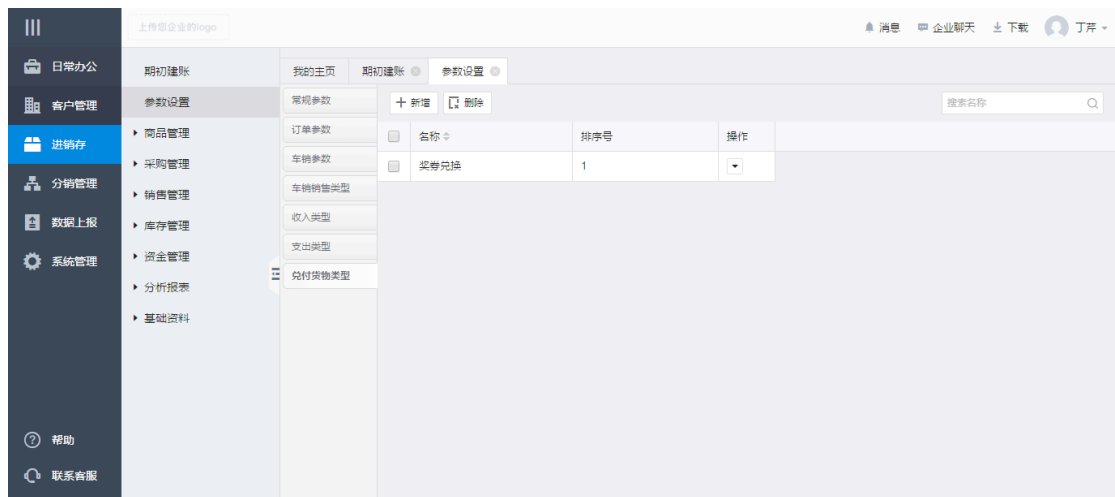 上传您企业的logo
消息
企业聊天
下载
丁芹
日常办公
客户管理
进销存
分销管理
数据上报
系统管理
帮助
联系客服
期初建账
参数设置
商品管理
采购管理
销售管理
库存管理
资金管理
分析报表
基础资料
我的主页
期初建账
参数设置
常规参数
订单参数
车销参数
车销销售类型
收入类型
支出类型
兑付货物类型
新增
删除
搜索名称
名称 排序号 操作
奖券兑换 1